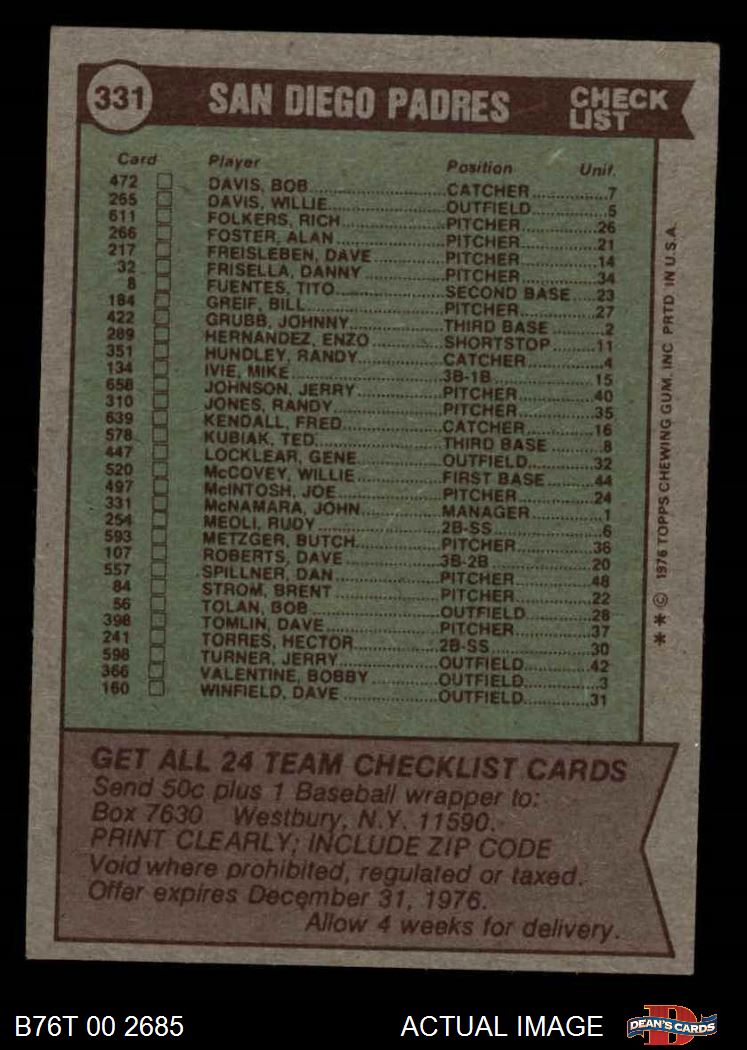 331 SAN DIEGO PADRES CHECK LIST
Card Player Position Unif.
472 DAVIS, BOB CATCHER 7
265 DAVIS, WILLIE OUTFIELD 5
611 FOLKERS, RICH PITCHER 26
266 FOSTER, ALAN PITCHER 21
217 FREISLEBEN, DAVE PITCHER 14
32 FRISELLA, DANNY PITCHER 34
8 FUENTES, TITO SECOND BASE 23
184 GREIF, BILL PITCHER 27
422 GRUBB, JOHNNY THIRD BASE 2
289 HERNANDEZ, ENZO SHORTSTOP 11
351 HUNDLEY, RANDY CATCHER 4
134 IVIE, MIKE 3B-1B 15
658 JOHNSON, JERRY PITCHER 40
310 JONES, RANDY PITCHER 35
639 KENDALL, FRED CATCHER 16
578 KUBIAK, TED THIRD BASE 8
447 LOCKLEAR, GENE OUTFIELD 32
520 McCOVEY, WILLIE FIRST BASE 44
497 McINTOSH, JOE PITCHER 24
331 McNAMARA, JOHN MANAGER 1
254 MEOLI, RUDY 2B-SS 6
593 METZGER, BUTCH PITCHER 36
107 ROBERTS, DAVE 3B-2B 20
557 SPILLNER, DAN PITCHER 48
84 STROM, BRENT PITCHER 22
56 TOLAN, BOB OUTFIELD 28
398 TOMLIN, DAVE PITCHER 37
241 TORRES, HECTOR 2B-SS 30
598 TURNER, JERRY OUTFIELD 42
366 VALENTINE, BOBBY OUTFIELD 3
160 WINFIELD, DAVE OUTFIELD 31
* * © 1976 TOPPS CHEWING GUM, INC PRTD IN U.S.A.
GET ALL 24 TEAM CHECKLIST CARDS
Send 50c plus 1 Baseball wrapper to:
Box 7630 Westbury, N.Y. 11590.
PRINT CLEARLY; INCLUDE ZIP CODE
Void where prohibited, regulated or taxed.
Offer expires December 31, 1976.
Allow 4 weeks for delivery.
B76T 00 2685 ACTUAL IMAGE D DEAN'S CARDS